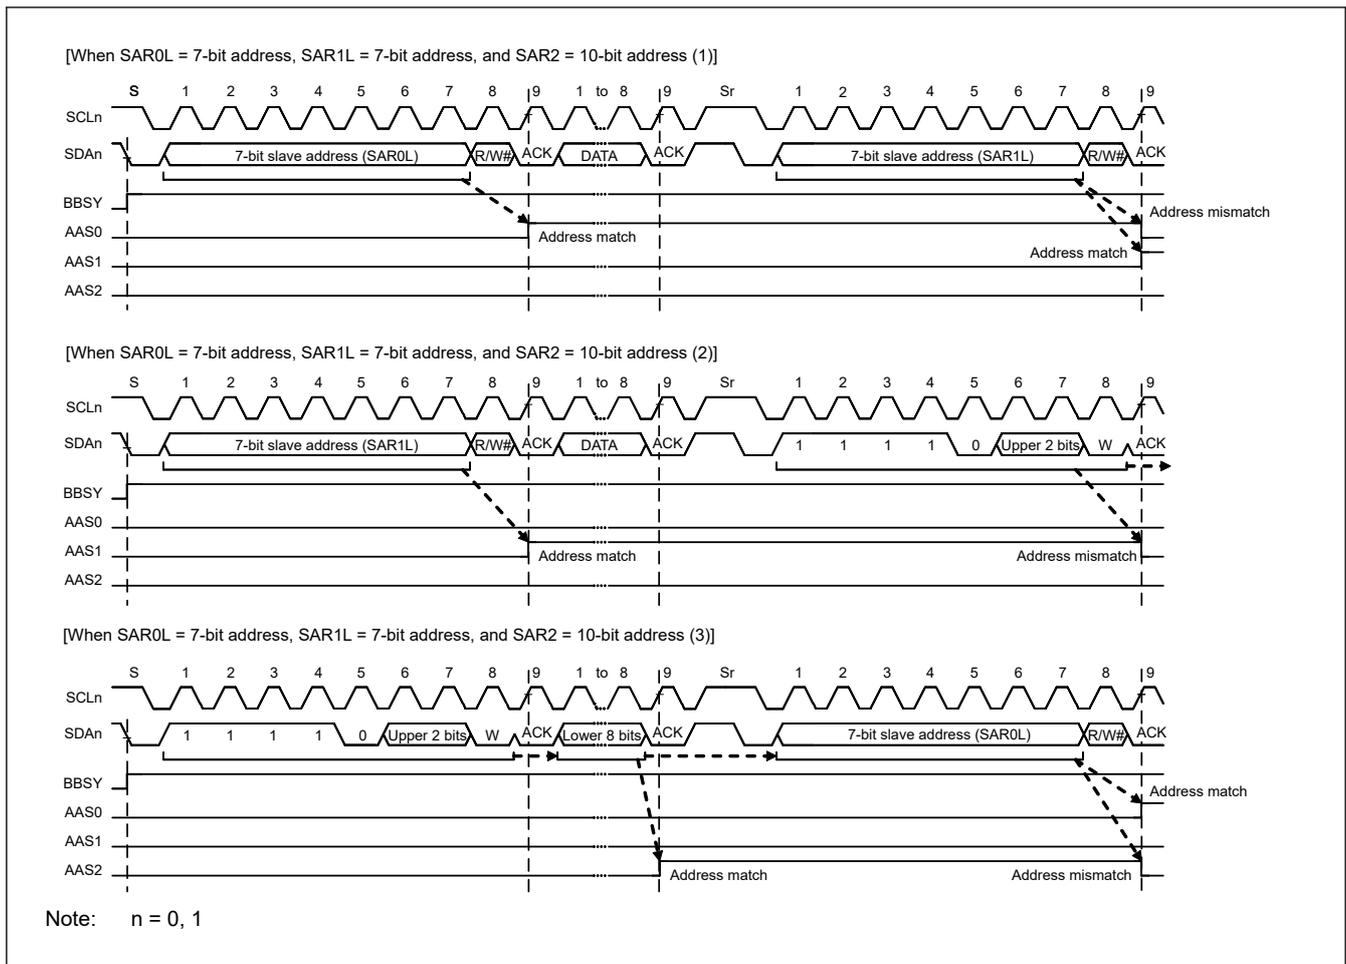 [When SAR0L = 7-bit address, SAR1L = 7-bit address, and SAR2 = 10-bit address (1)]
S 1 2 3 4 5 6 7 8 9 1 to 8 9 Sr 1 2 3 4 5 6 7 8 9
SCLn
SDAn 7-bit slave address (SAR0L) R/W# ACK DATA ACK 7-bit slave address (SAR1L) R/W# ACK
BBSY
Address mismatch
AAS0 Address match
Address match
AAS1
AAS2
[When SAR0L = 7-bit address, SAR1L = 7-bit address, and SAR2 = 10-bit address (2)]
S 1 2 3 4 5 6 7 8 9 1 to 8 9 Sr 1 2 3 4 5 6 7 8 9
SCLn
SDAn 7-bit slave address (SAR1L) R/W# ACK DATA ACK 1 1 1 1 0 Upper 2 bits W ACK
BBSY
AAS0
AAS1 Address match Address mismatch
AAS2
[When SAR0L = 7-bit address, SAR1L = 7-bit address, and SAR2 = 10-bit address (3)]
S 1 2 3 4 5 6 7 8 9 1 to 8 9 Sr 1 2 3 4 5 6 7 8 9
SCLn
SDAn 1 1 1 1 0 Upper 2 bits W ACK Lower 8 bits ACK 7-bit slave address (SAR0L) R/W# ACK
BBSY
Address match
AAS0
AAS1
AAS2 Address match Address mismatch
Note: n = 0, 1